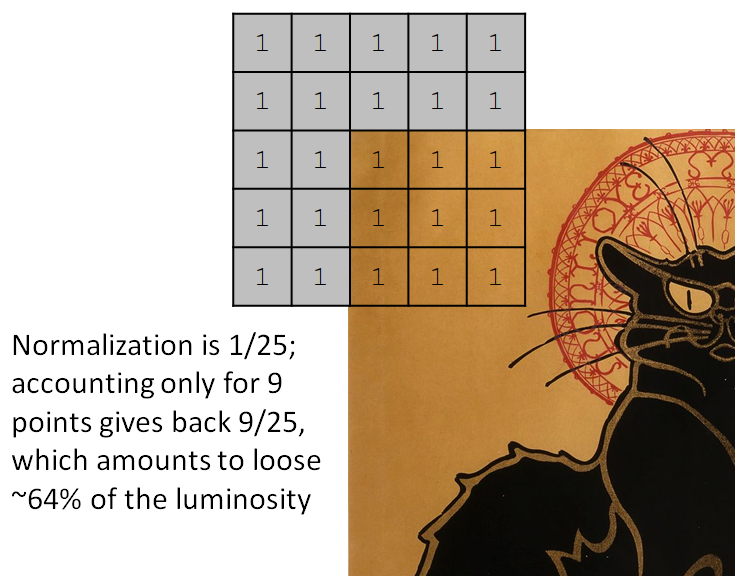 1 1 1 1 1
1 1 1 1 1
1 1 1 1 1
1 1 1 1 1
1 1 1 1 1
Normalization is 1/25;
accounting only for 9
points gives back 9/25,
which amounts to loose
~64% of the luminosity